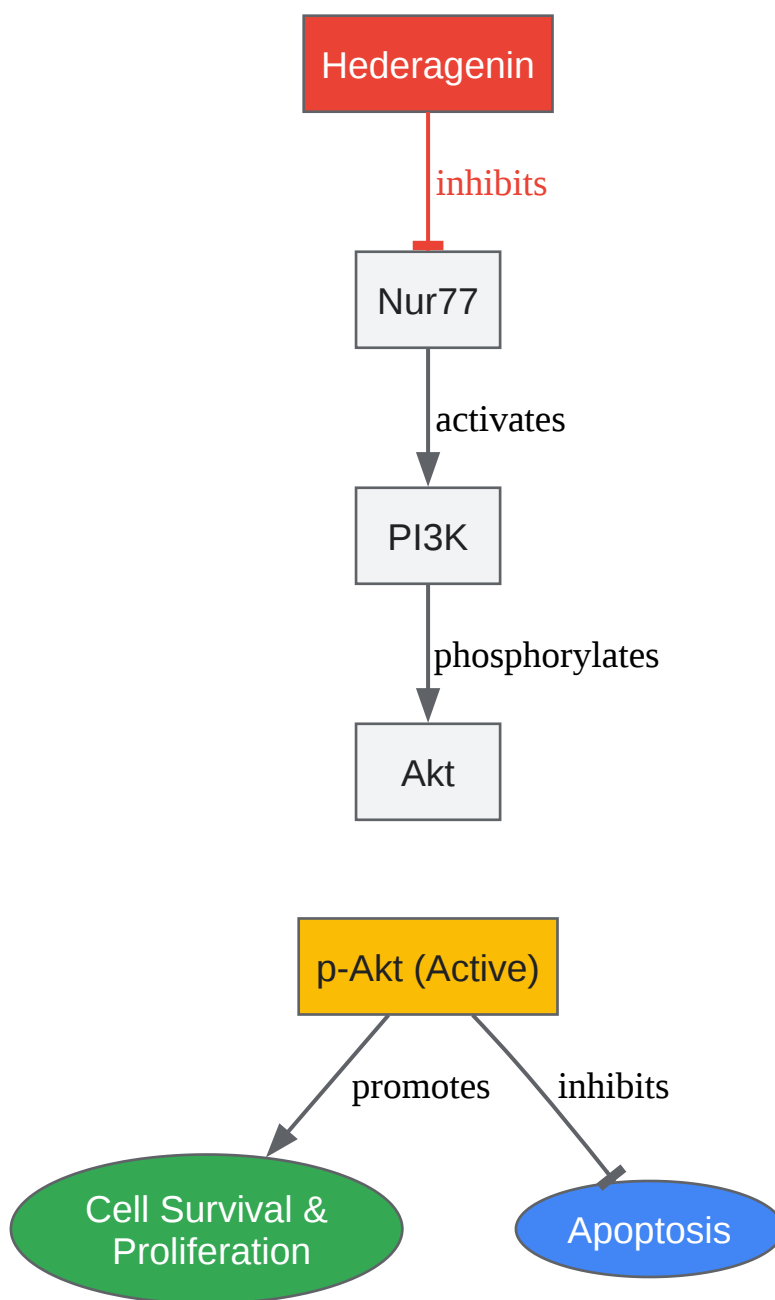 Hederagenin
inhibits
Nur77
activates
PI3K
phosphorylates
Akt
p-Akt (Active)
promotes
inhibits
Cell Survival &
Proliferation
Apoptosis